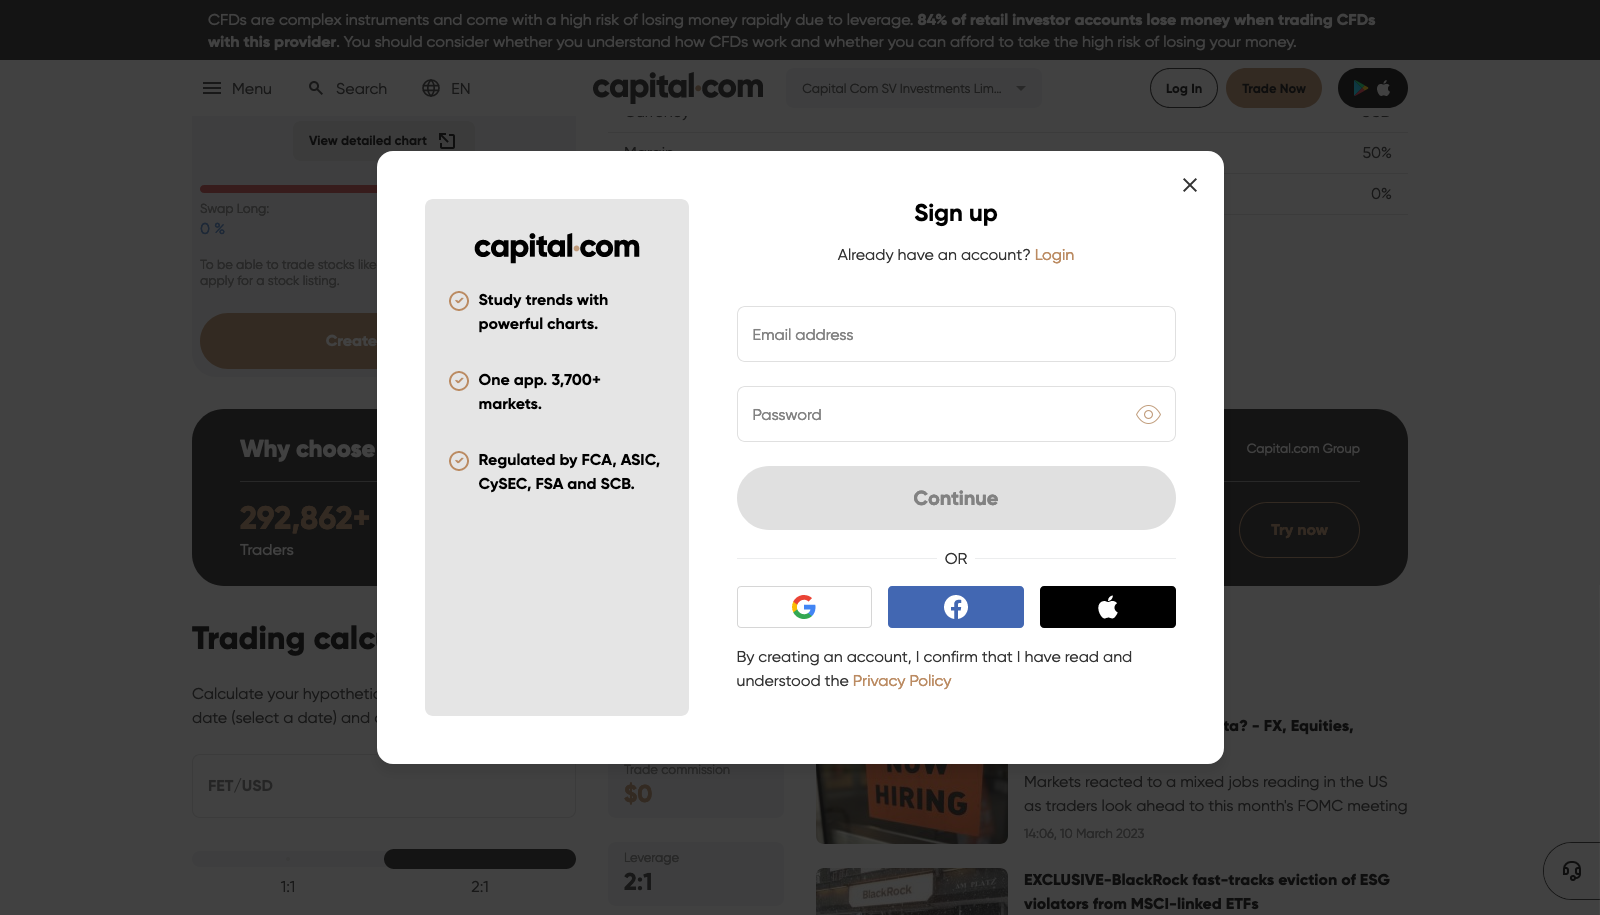 CFDs are complex instruments and come with a high risk of losing money rapidly due to leverage. 84% of retail investor accounts lose money when trading CFDs
with this provider. You should consider whether you understand how CFDs work and whether you can afford to take the high risk of losing your money.
Menu
Search
EN
capital.com
Capital Com SV Investments Lim...
Log In
Trade Now
View detailed chart
Currency
USD
Margin
50%
0%
Swap Long:
0 %
To be able to trade stocks like
apply for a stock listing.
Create
Sign up
Already have an account? Login
capital.com
Study trends with
powerful charts.
One app. 3,700+
markets.
Regulated by FCA, ASIC,
CySEC, FSA and SCB.
Email address
Password
Continue
OR
By creating an account, I confirm that I have read and
understood the Privacy Policy
Why choose
Capital.com Group
292,862+
Traders
Try now
Trading calc
Calculate your hypothetic
date (select a date) and
FET/USD
1:1
2:1
Trade commission
$0
Leverage
2:1
NOW
HIRING
ta? - FX, Equities,
Markets reacted to a mixed jobs reading in the US
as traders look ahead to this month's FOMC meeting
14:06, 10 March 2023
BlackRock
EXCLUSIVE-BlackRock fast-tracks eviction of ESG
violators from MSCI-linked ETFs